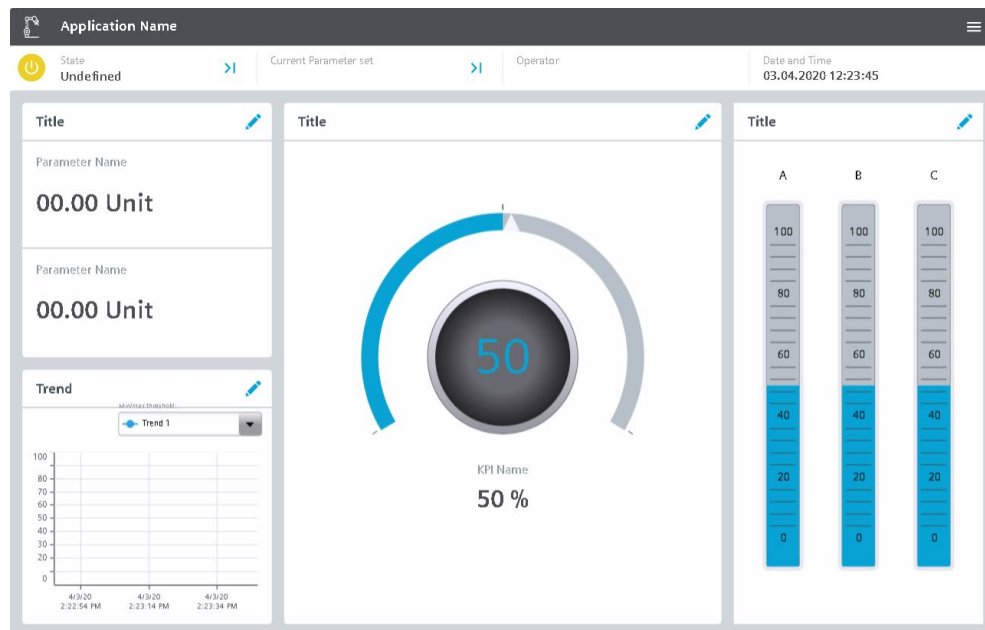 Application Name
State
Undefined
Current Parameter set
Operator
Date and Time
03.04.2020 12:23:45
Title
Parameter Name
00.00 Unit
Parameter Name
00.00 Unit
Trend
Trend 1
100
80
70
60
50
40
30
20
0
4/3/20
2:22:54 PM
4/3/20
2:23:14 PM
4/3/20
2:23:34 PM
Title
50
KPI Name
50 %
Title
A B C
100 100 100
80 80 80
60 60 60
40 40 40
20 20 20
0 0 0